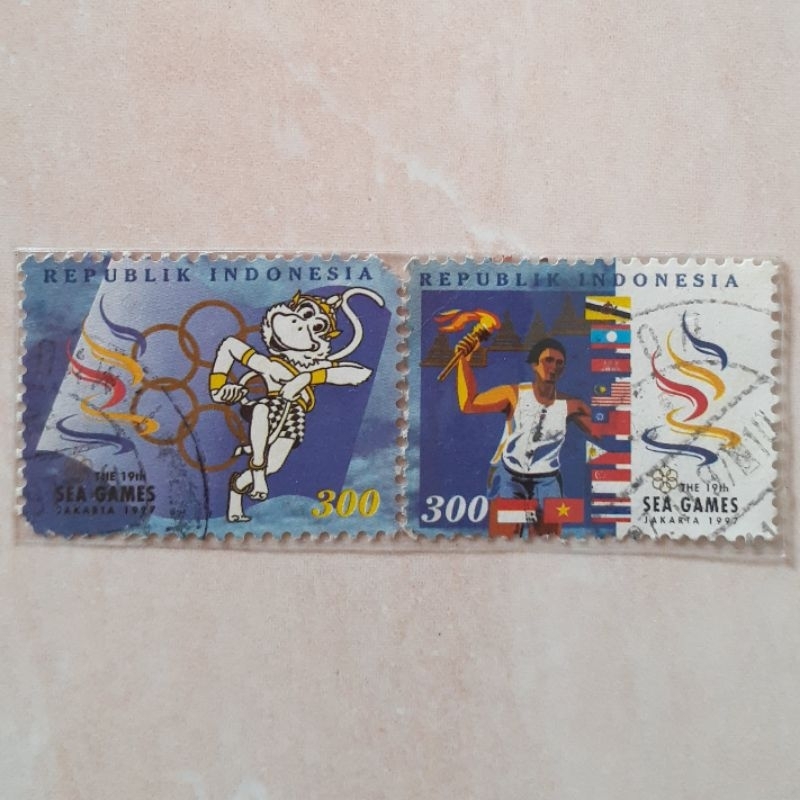 REPUBLIK INDONESIA
THE 19th
SEA GAMES
JAKARTA 1997
300
REPUBLIK INDONESIA
300
THE 19th
SEA GAMES
JAKARTA 1997